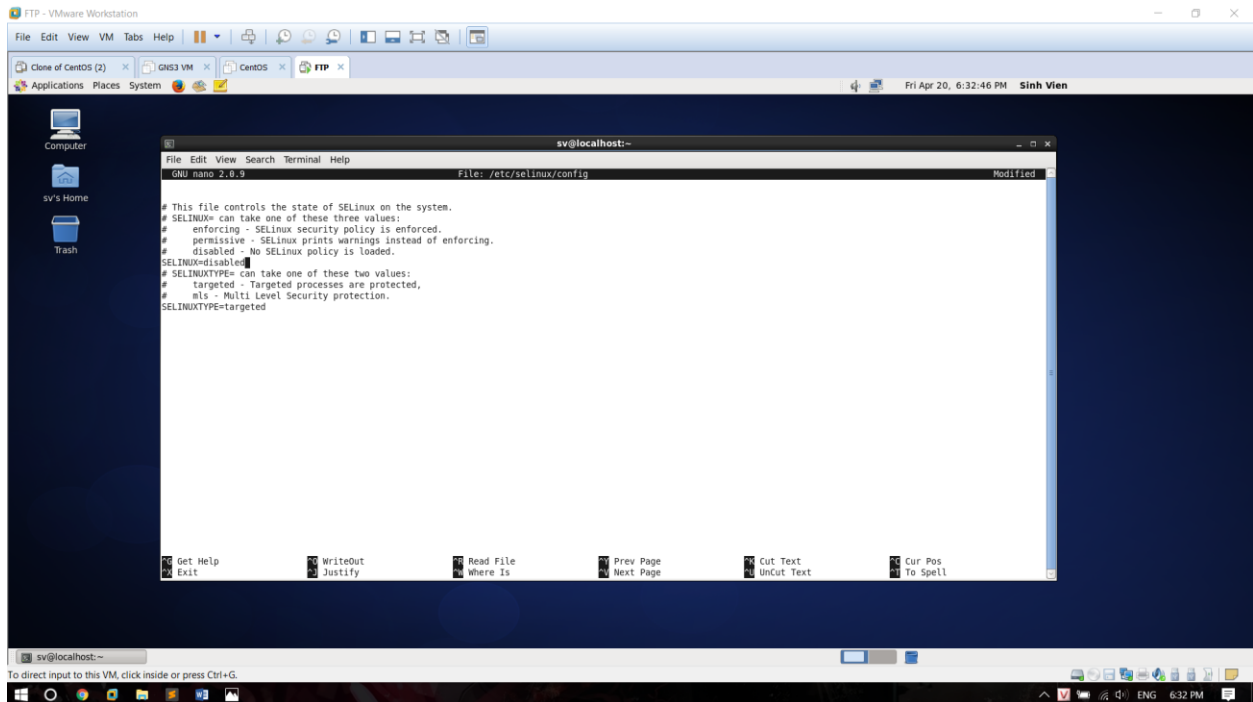 FTP - VMware Workstation
File Edit View VM Tabs Help
Clone of CentOS (2) × GNS3 VM × CentOS × FTP ×
Applications Places System Fri Apr 20, 6:32:46 PM Sinh Vien
Computer
sv's Home
Trash
sv@localhost:~
File Edit View Search Terminal Help
GNU nano 2.0.9 File: /etc/selinux/config Modified
# This file controls the state of SELinux on the system.
# SELINUX= can take one of these three values:
# enforcing - SELinux security policy is enforced.
# permissive - SELinux prints warnings instead of enforcing.
# disabled - No SELinux policy is loaded.
SELINUX=disabled
# SELINUXTYPE= can take one of these two values:
# targeted - Targeted processes are protected,
# mls - Multi Level Security protection.
SELINUXTYPE=targeted
^G Get Help ^O WriteOut ^R Read File ^Y Prev Page ^K Cut Text ^C Cur Pos
^X Exit ^J Justify ^W Where Is ^V Next Page ^U UnCut Text ^T To Spell
sv@localhost:~
To direct input to this VM, click inside or press Ctrl+G.
ENG 6:32 PM